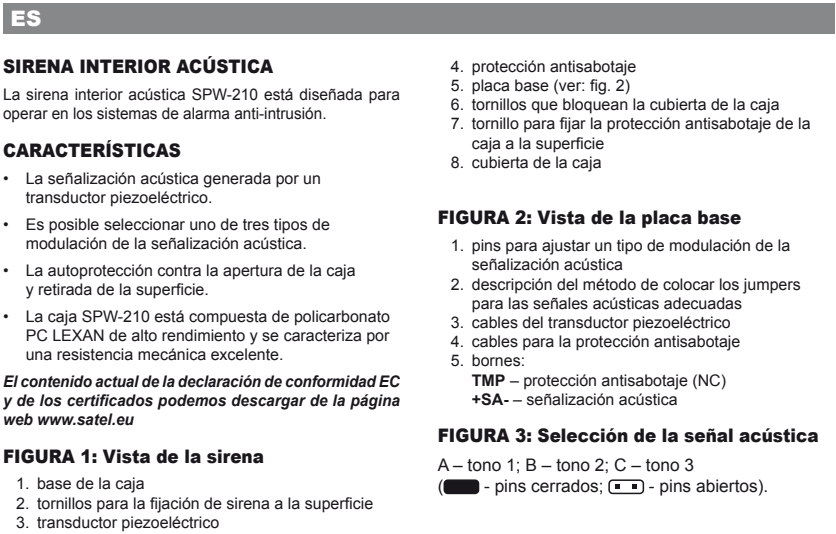 ES
SIRENA INTERIOR ACÚSTICA
La sirena interior acústica SPW-210 está diseñada para
operar en los sistemas de alarma anti-intrusión.
CARACTERÍSTICAS
• La señalización acústica generada por un
transductor piezoeléctrico.
• Es posible seleccionar uno de tres tipos de
modulación de la señalización acústica.
• La autoprotección contra la apertura de la caja
y retirada de la superficie.
• La caja SPW-210 está compuesta de policarbonato
PC LEXAN de alto rendimiento y se caracteriza por
una resistencia mecánica excelente.
El contenido actual de la declaración de conformidad EC
y de los certificados podemos descargar de la página
web www.satel.eu
FIGURA 1: Vista de la sirena
1. base de la caja
2. tornillos para la fijación de sirena a la superficie
3. transductor piezoeléctrico
4. protección antisabotaje
5. placa base (ver: fig. 2)
6. tornillos que bloquean la cubierta de la caja
7. tornillo para fijar la protección antisabotaje de la
caja a la superficie
8. cubierta de la caja
FIGURA 2: Vista de la placa base
1. pins para ajustar un tipo de modulación de la
señalización acústica
2. descripción del método de colocar los jumpers
para las señales acústicas adecuadas
3. cables del transductor piezoeléctrico
4. cables para la protección antisabotaje
5. bornes:
TMP – protección antisabotaje (NC)
+SA- – señalización acústica
FIGURA 3: Selección de la señal acústica
A – tono 1; B – tono 2; C – tono 3
( - pins cerrados; - pins abiertos).